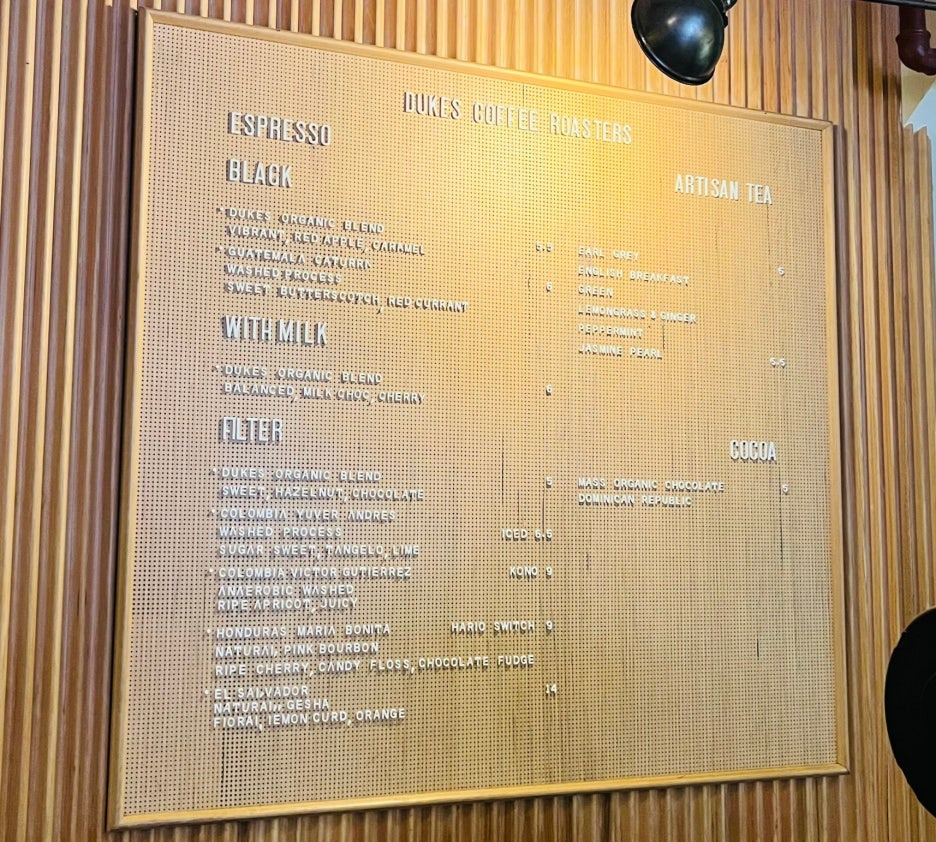 DUKES COFFEE ROASTERS
ESPRESSO
BLACK
DUKES ORGANIC BLEND
VIBRANT, RED APPLE, CARAMEL 5.5
GUATEMALA CATURRA
WASHED PROCESS
SWEET BUTTERSCOTCH, RED CURRANT 6
WITH MILK
DUKES ORGANIC BLEND
BALANCED, MILK CHOC, CHERRY 6
FILTER
DUKES ORGANIC BLEND
SWEET, HAZELNUT, CHOCOLATE 5
COLOMBIA YUVER ANDRES
WASHED PROCESS ICED 6.5
SUGAR SWEET, TANGELO, LIME
COLOMBIA VICTOR GUTIERREZ KONO 9
ANAEROBIC WASHED
RIPE APRICOT, JUICY
HONDURAS MARIA BONITA HARIO SWITCH 9
NATURAL, PINK BOURBON
RIPE CHERRY, CANDY FLOSS, CHOCOLATE FUDGE
EL SALVADOR 14
NATURAL, GESHA
FLORAL, LEMON CURD, ORANGE
ARTISAN TEA
EARL GREY
ENGLISH BREAKFAST 6
GREEN
LEMONGRASS & GINGER
PEPPERMINT
JASMINE PEARL 5.5
COCOA
MASS ORGANIC CHOCOLATE
DOMINICAN REPUBLIC